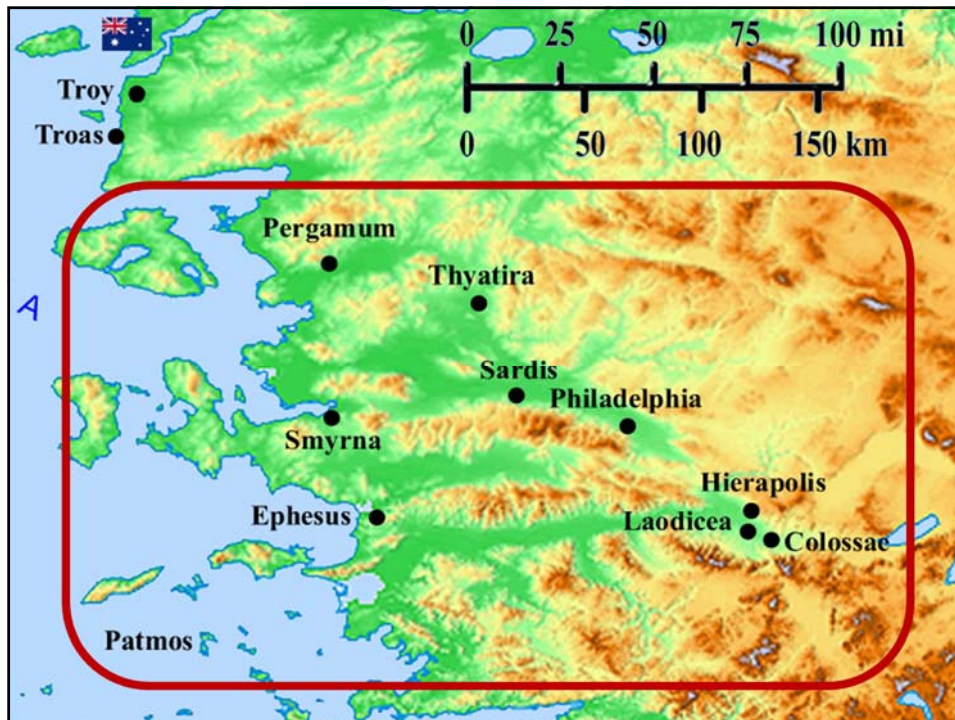 0 25 50 75 100 mi
0 50 100 150 km
Troy
Troas
Pergamum
Thyatira
A
Sardis
Philadelphia
Smyrna
Hierapolis
Ephesus
Laodicea
Colossae
Patmos